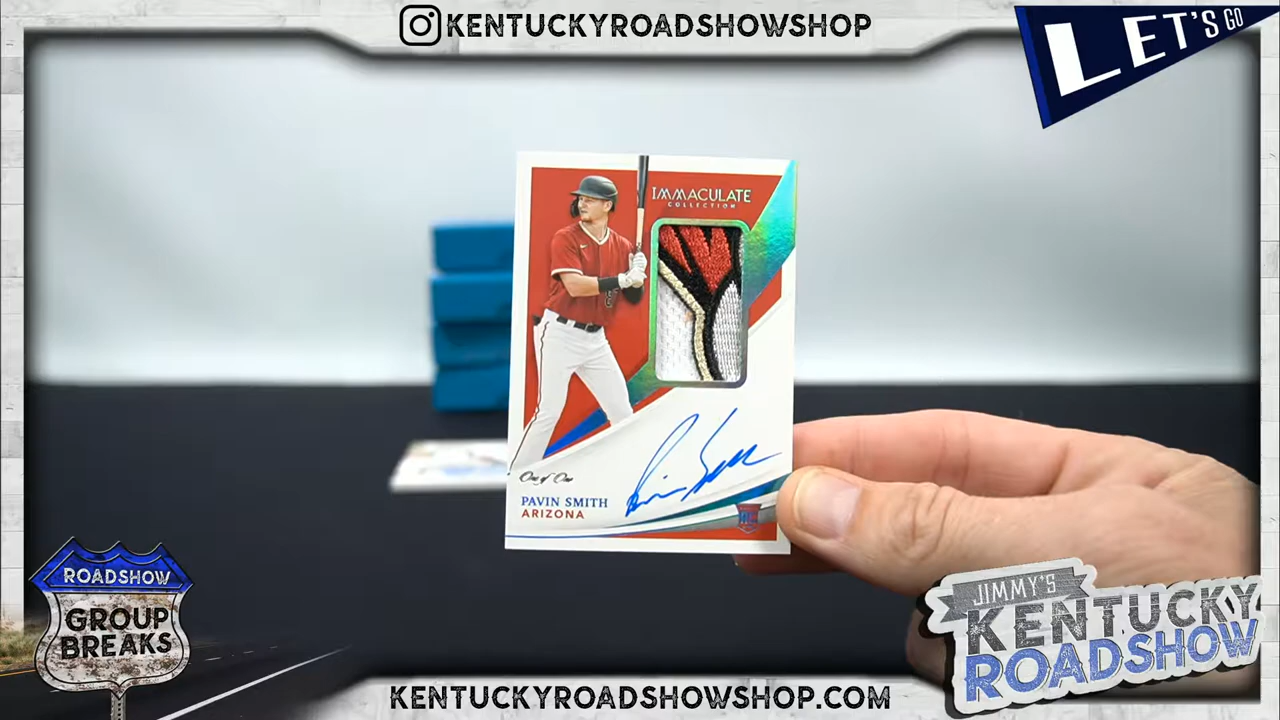 KENTUCKYROADSHOWSHOP
LET'S GO
IMMACULATE
COLLECTION
One of One
PAVIN SMITH
ARIZONA
ROADSHOW
GROUP
BREAKS
JIMMY'S
KENTUCKY
ROADSHOW
KENTUCKYROADSHOWSHOP.COM